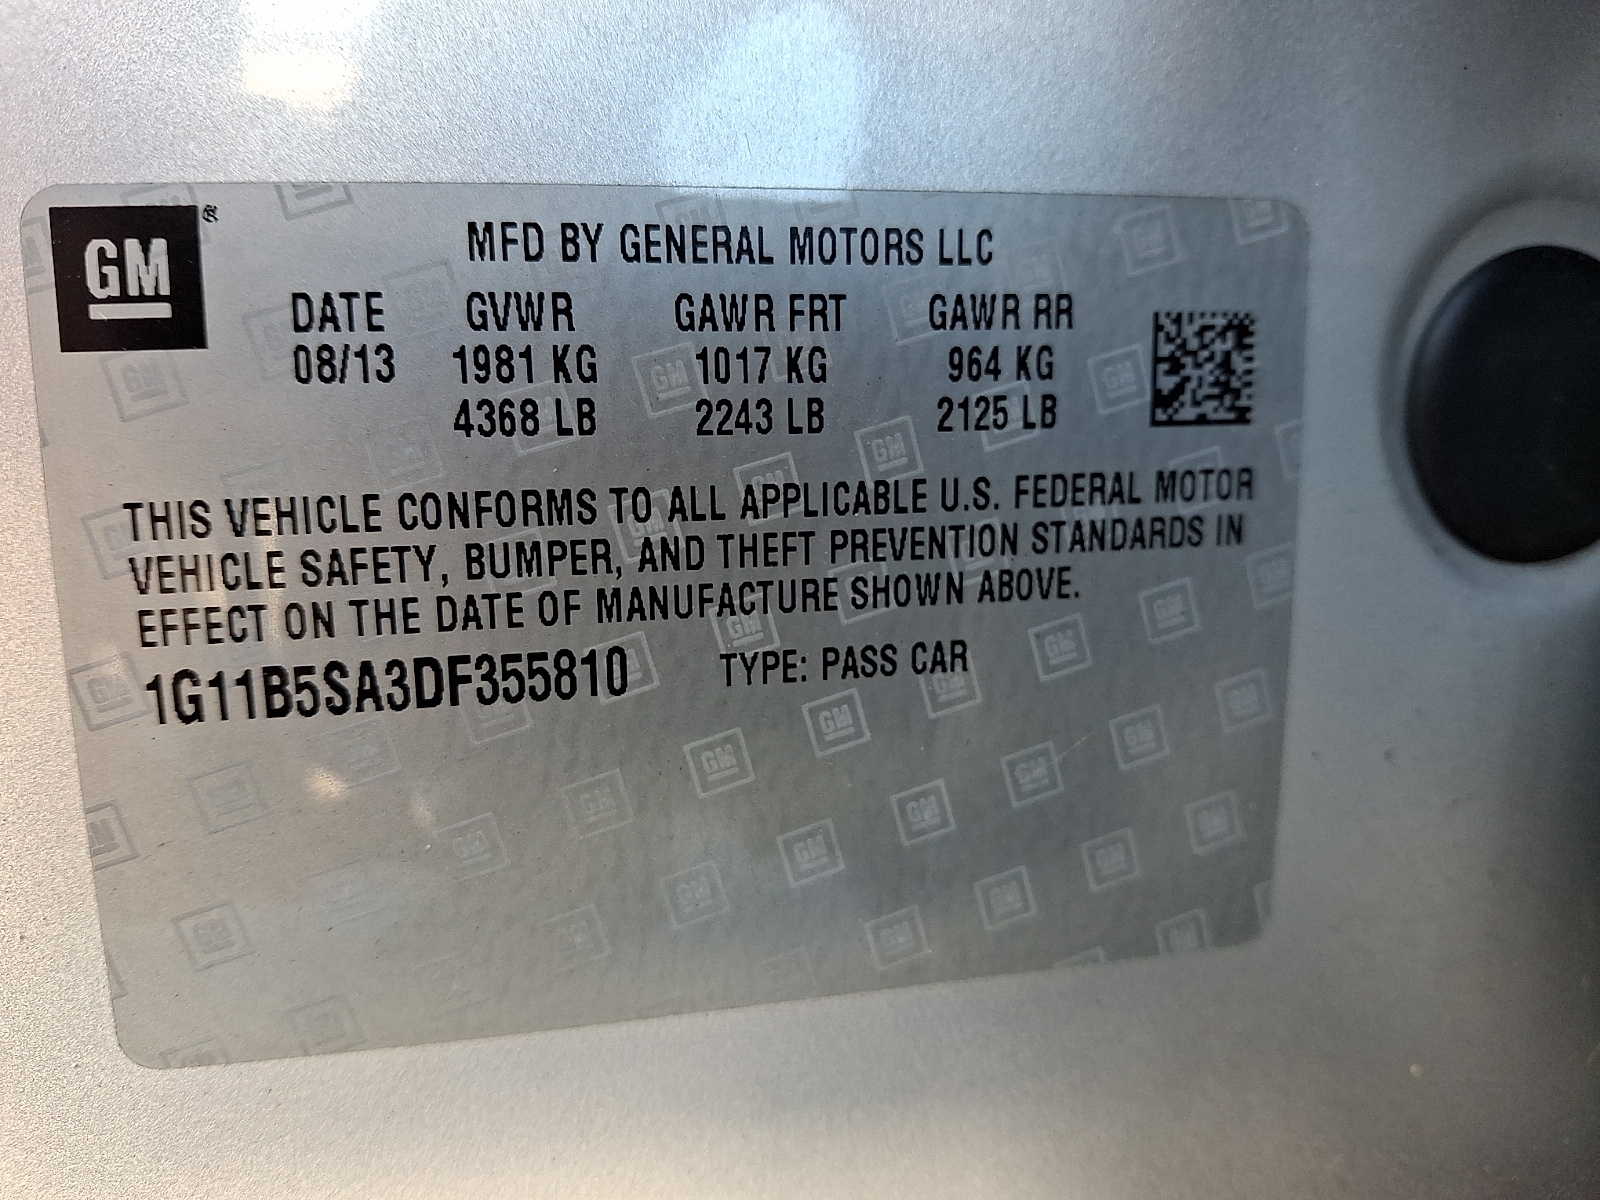 GM®
MFD BY GENERAL MOTORS LLC
DATE GVWR GAWR FRT GAWR RR
08/13 1981 KG 1017 KG 964 KG
4368 LB 2243 LB 2125 LB
THIS VEHICLE CONFORMS TO ALL APPLICABLE U.S. FEDERAL MOTOR
VEHICLE SAFETY, BUMPER, AND THEFT PREVENTION STANDARDS IN
EFFECT ON THE DATE OF MANUFACTURE SHOWN ABOVE.
1G11B5SA3DF355810 TYPE: PASS CAR